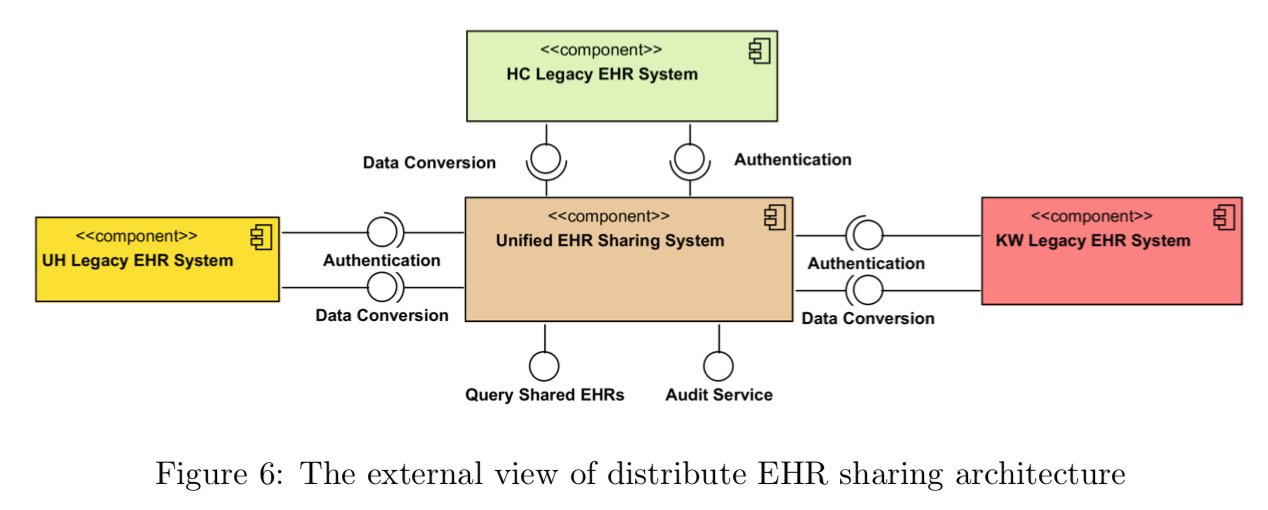 <<component>>
HC Legacy EHR System
Data Conversion
Authentication
<<component>>
UH Legacy EHR System
Authentication
Data Conversion
<<component>>
Unified EHR Sharing System
Authentication
Data Conversion
<<component>>
KW Legacy EHR System
Query Shared EHRs
Audit Service
Figure 6: The external view of distribute EHR sharing architecture